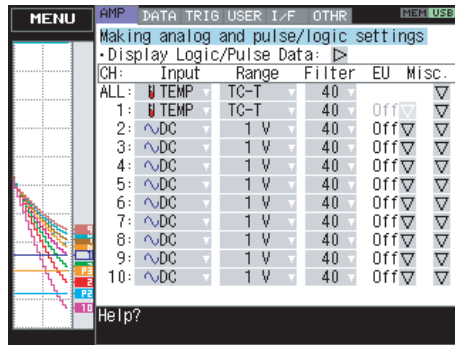 MENU AMP DATA TRIG USER I/F OTHR MEM USB
Making analog and pulse/logic settings
•Display Logic/Pulse Data:
CH: Input Range Filter EU Misc.
ALL: TEMP TC-T 40
1: TEMP TC-T 40 Off
2: DC 1 V 40 Off
3: DC 1 V 40 Off
4: DC 1 V 40 Off
5: DC 1 V 40 Off
6: DC 1 V 40 Off
7: DC 1 V 40 Off
8: DC 1 V 40 Off
9: DC 1 V 40 Off
10: DC 1 V 40 Off
P3
2
P2
10
Help?